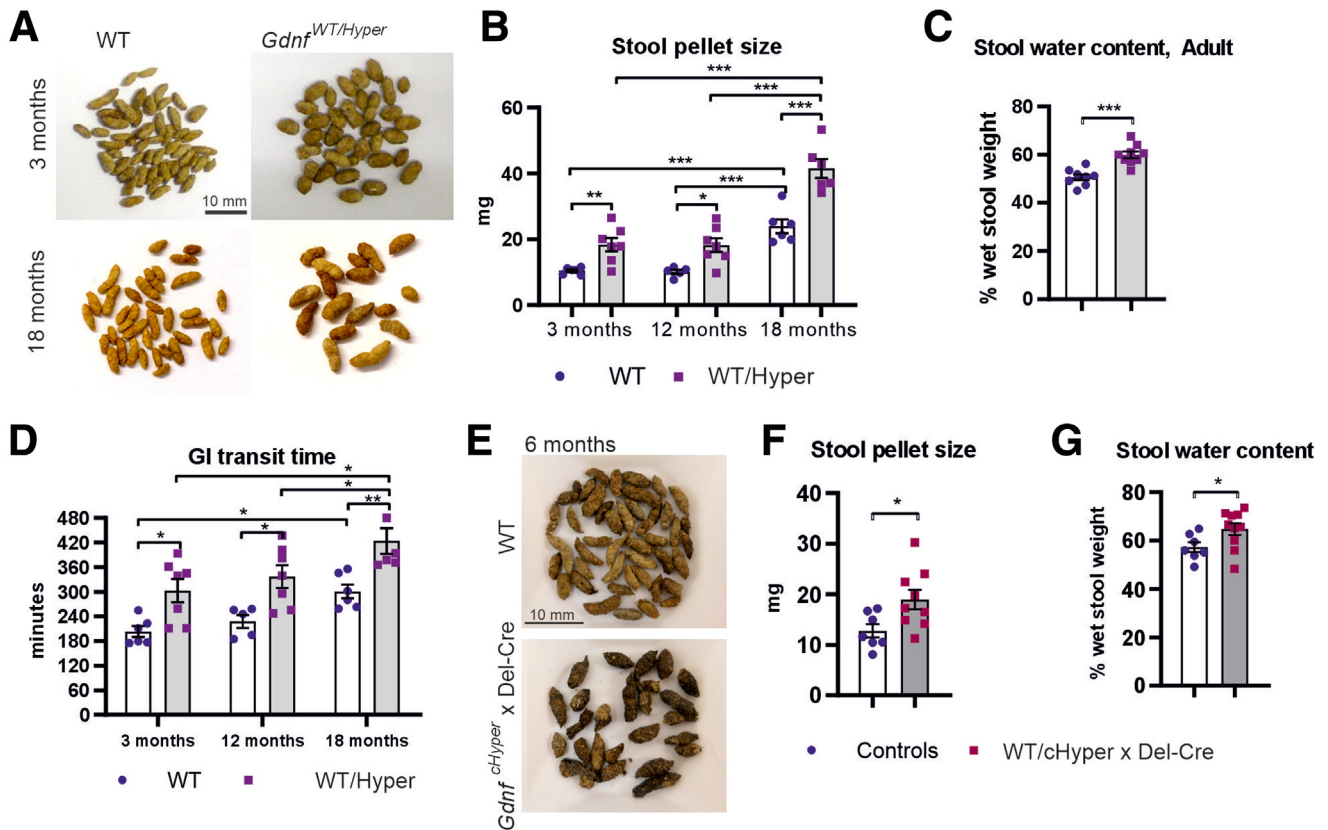 A
WT
Gdnf WT/Hyper
3 months
10 mm
18 months
B
Stool pellet size
***
***
***
***
***
**
*
mg
60
40
20
0
3 months
12 months
18 months
WT
WT/Hyper
C
Stool water content, Adult
***
% wet stool weight
80
60
40
20
0
D
GI transit time
*
*
**
*
*
*
minutes
480
420
360
300
240
180
120
60
0
3 months
12 months
18 months
WT
WT/Hyper
E
6 months
WT
10 mm
Gdnf cHyper x Del-Cre
F
Stool pellet size
*
mg
40
30
20
10
0
G
Stool water content
*
% wet stool weight
80
60
40
20
0
Controls
WT/cHyper x Del-Cre